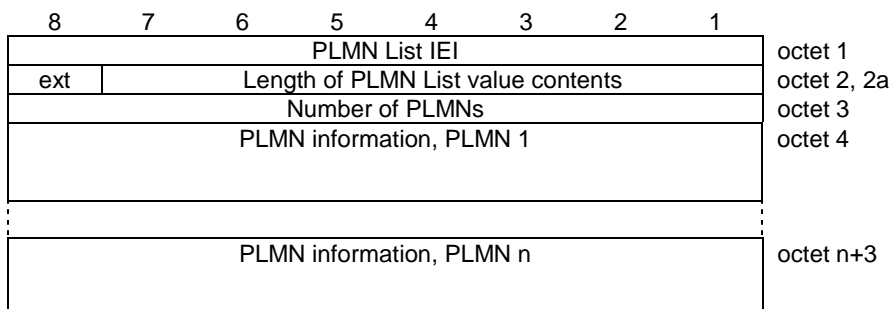 8 7 6 5 4 3 2 1
PLMN List IEI octet 1
ext Length of PLMN List value contents octet 2, 2a
Number of PLMNs octet 3
PLMN information, PLMN 1 octet 4
PLMN information, PLMN n octet n+3